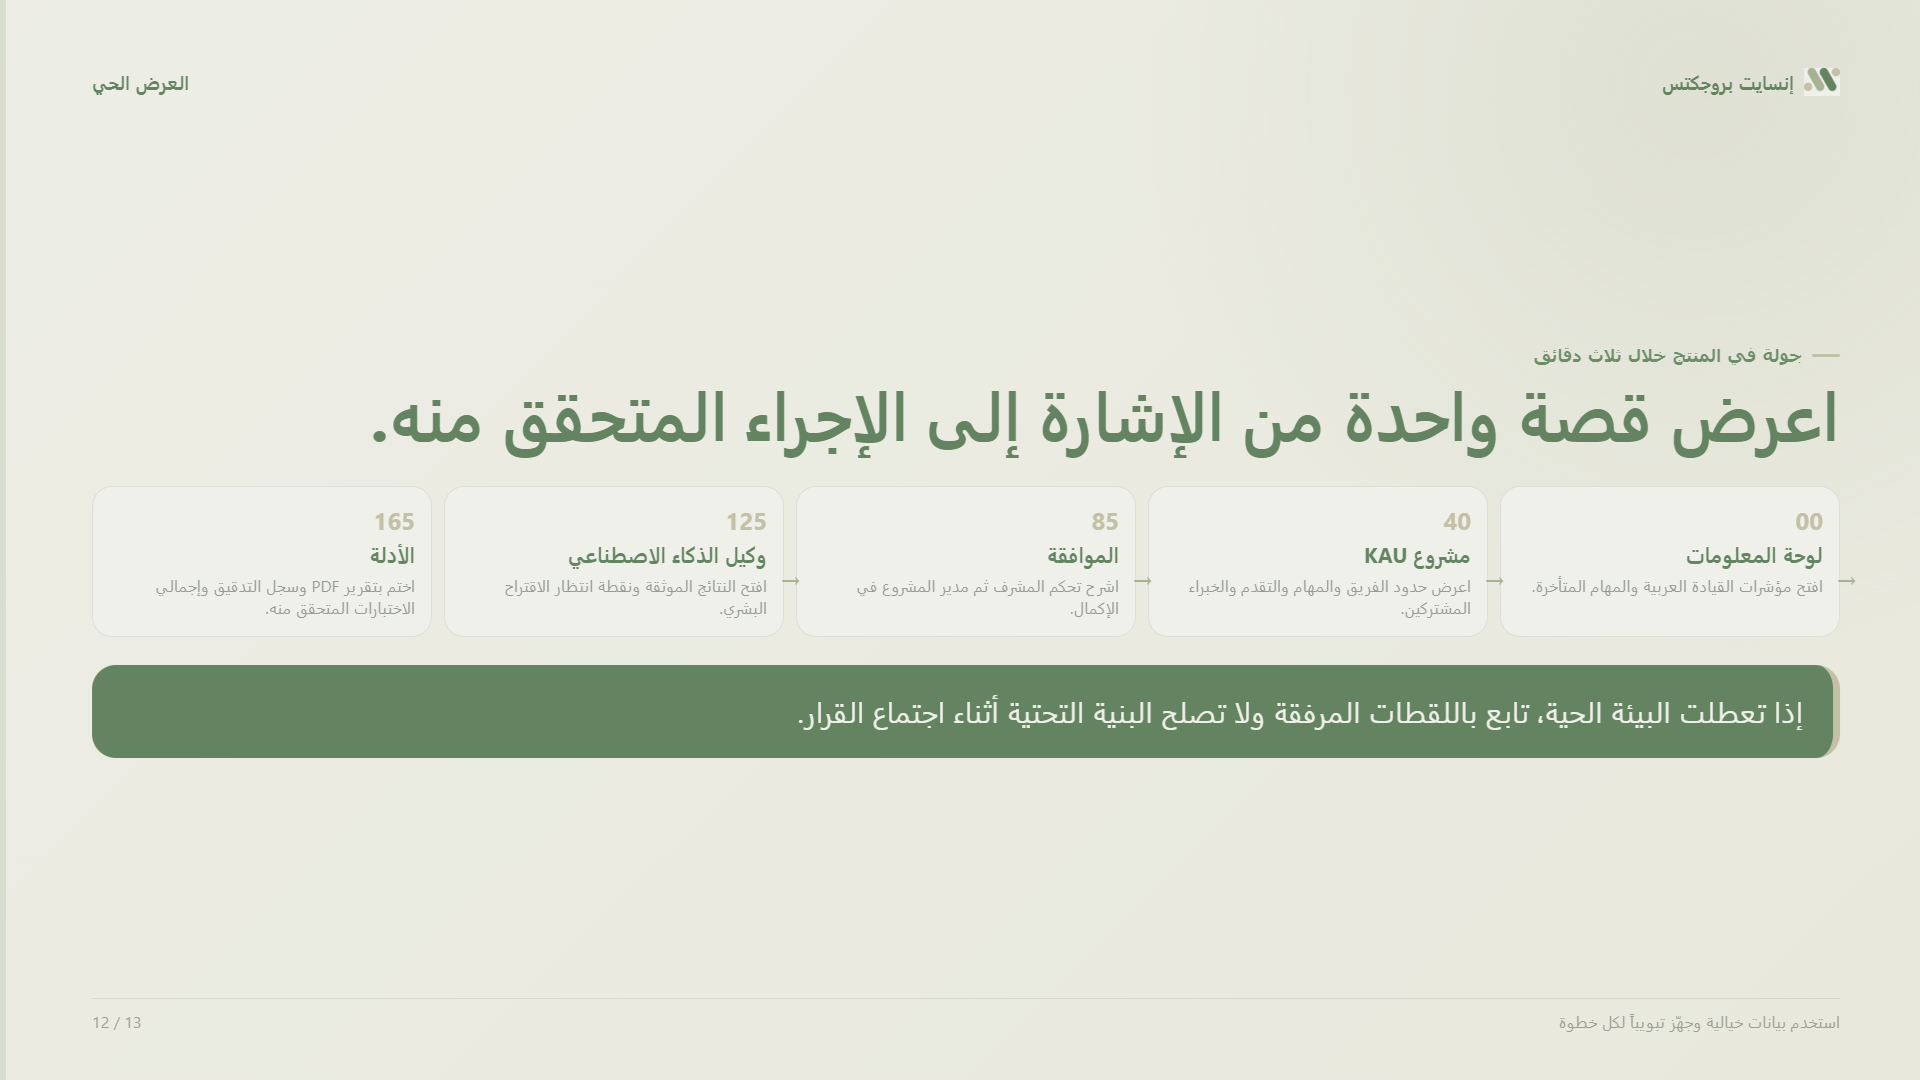 إنسايت بروجكتس
العرض الحي
جولة في المنتج خلال ثلاث دقائق
اعرض قصة واحدة من الإشارة إلى الإجراء المتحقق منه.
00
لوحة المعلومات
افتح مؤشرات القيادة العربية والمهام المتأخرة.
→
40
مشروع KAU
اعرض حدود الفريق والمهام والتقدم والخبراء
المشتركين.
→
85
الموافقة
اشرح تحكم المشرف ثم مدير المشروع في
الإكمال.
→
125
وكيل الذكاء الاصطناعي
افتح النتائج الموثقة ونقطة انتظار الاقتراح
البشري.
→
165
الأدلة
اختم بتقرير PDF وسجل التدقيق وإجمالي
الاختبارات المتحقق منه.
إذا تعطلت البيئة الحية، تابع باللقطات المرفقة ولا تصلح البنية التحتية أثناء اجتماع القرار.
استخدم بيانات خيالية وجهّز تبويباً لكل خطوة
12 / 13